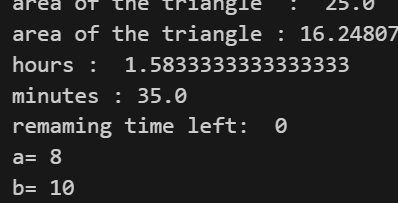 area of the triangle  :  25.0
area of the triangle : 16.24807
hours :  1.5833333333333333
minutes : 35.0
remaming time left:  0
a= 8
b= 10